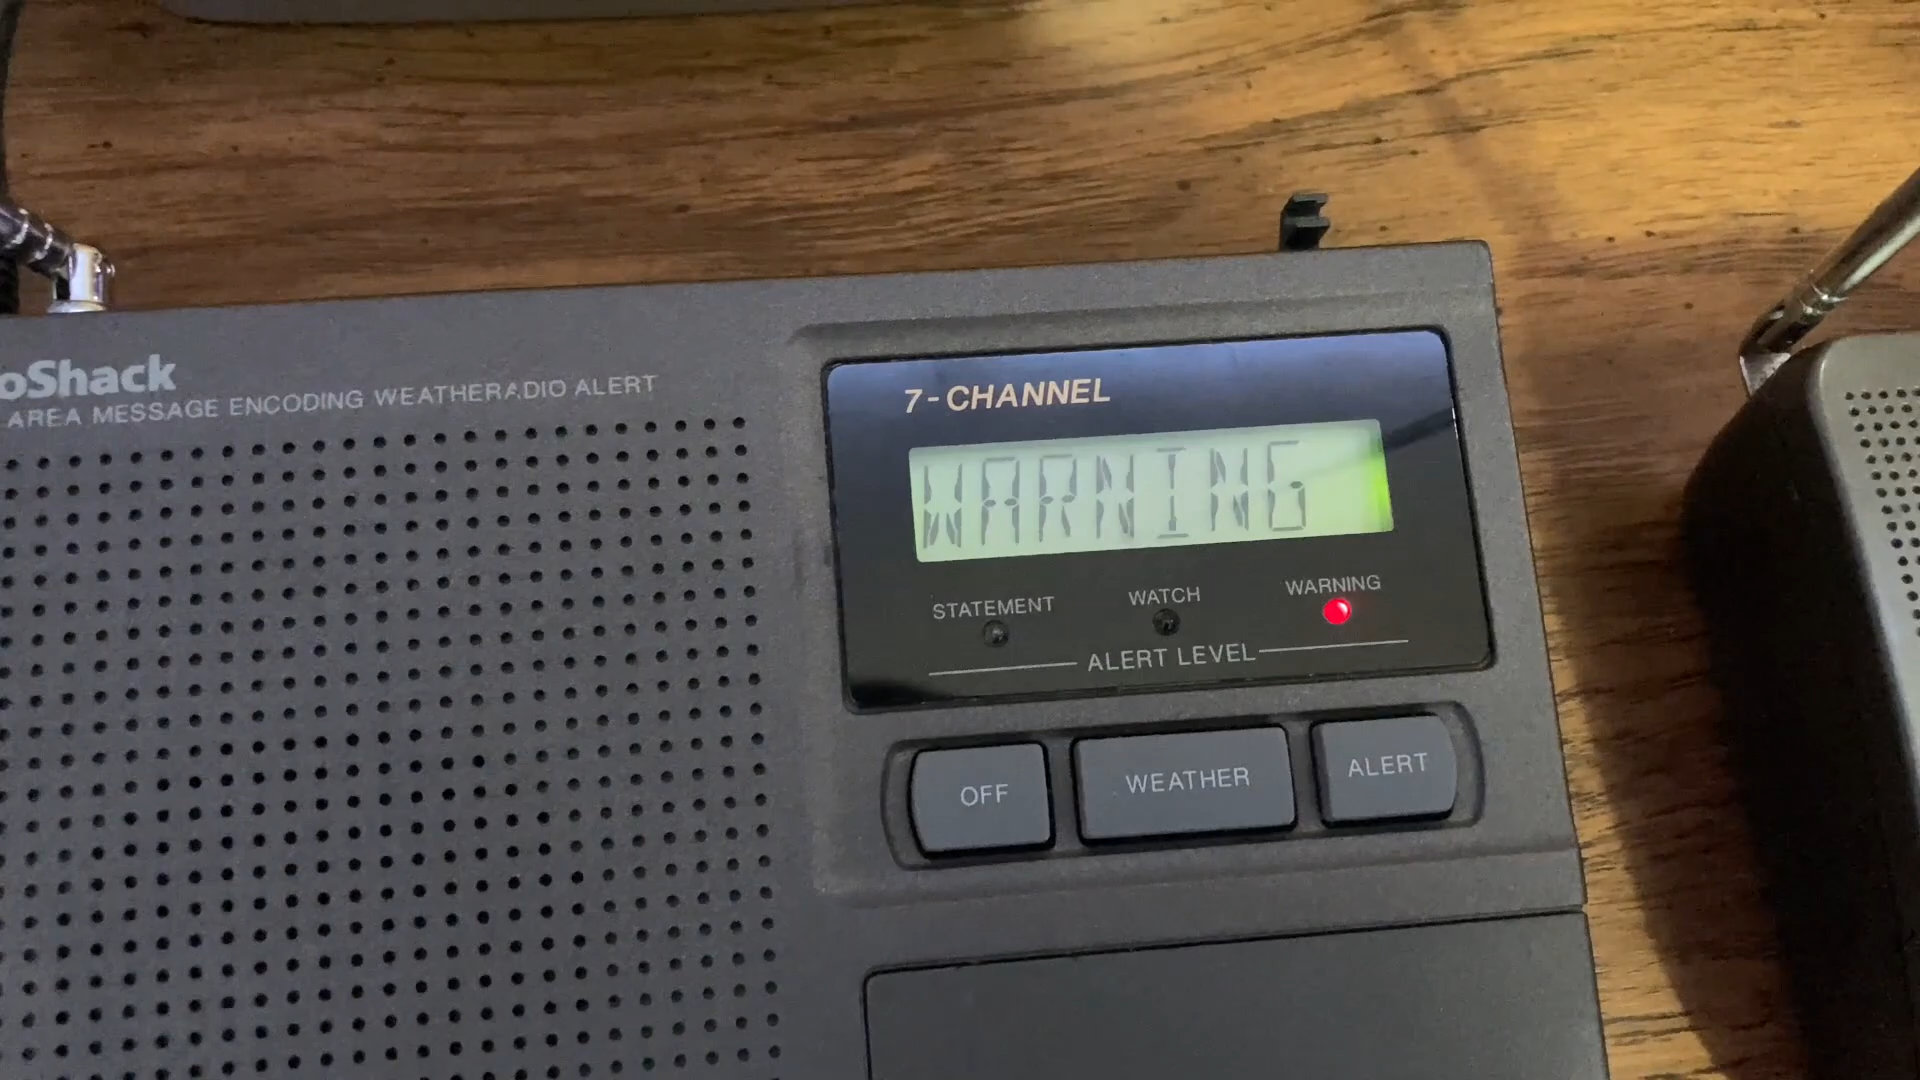 oShack
AREA MESSAGE ENCODING WEATHERADIO ALERT
7-CHANNEL
WARNING
STATEMENT WATCH WARNING
ALERT LEVEL
OFF WEATHER ALERT